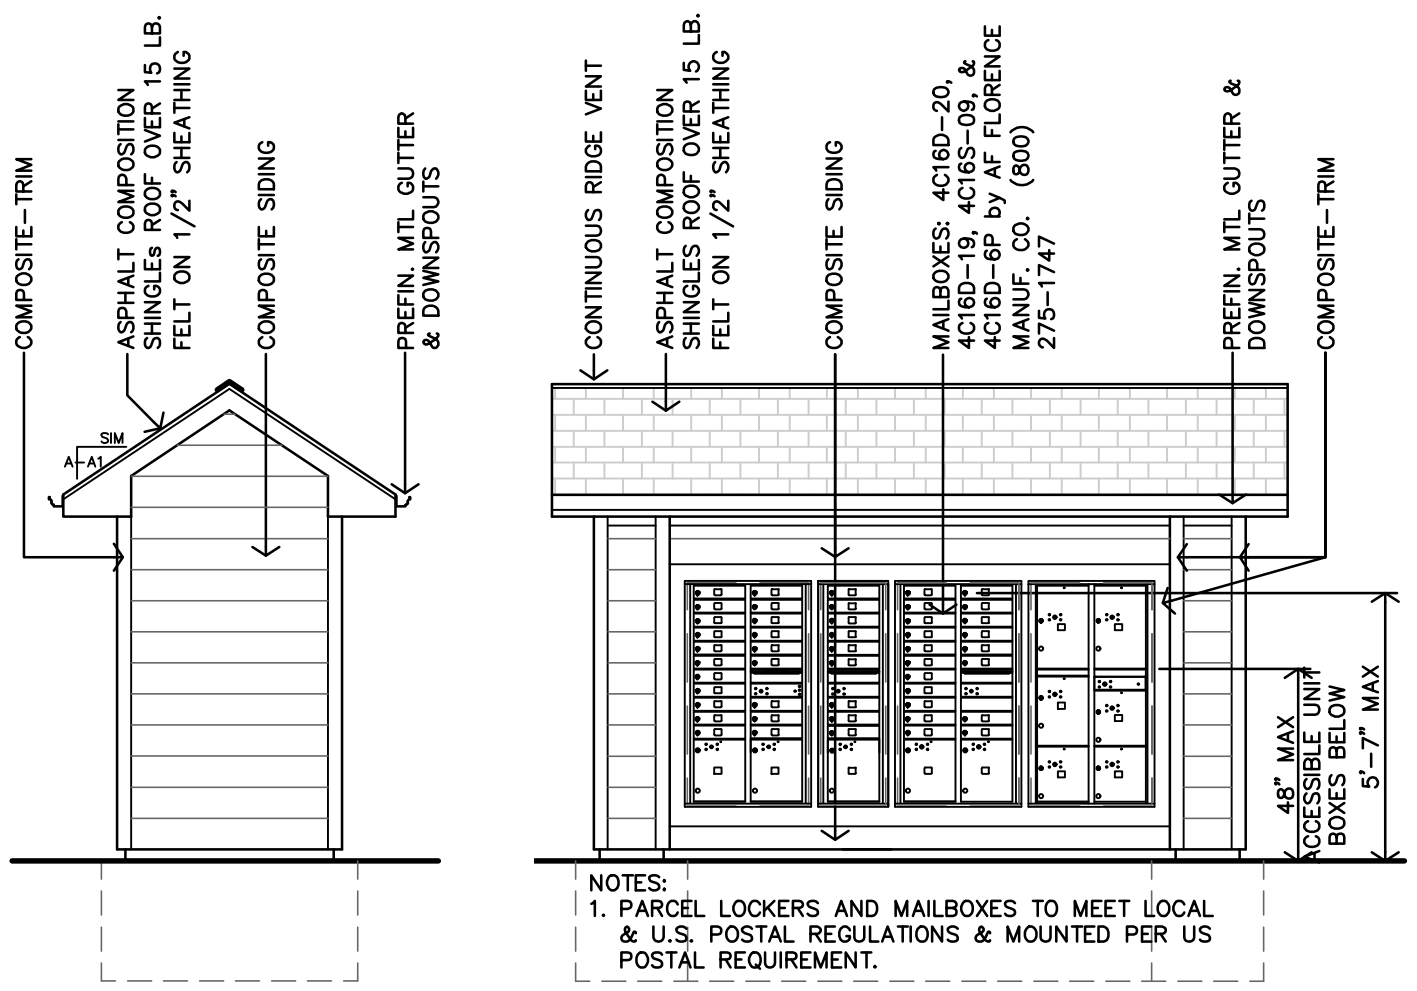 COMPOSITE-TRIM
ASPHALT COMPOSITION
SHINGLEs ROOF OVER 15 LB.
FELT ON 1/2" SHEATHING
COMPOSITE SIDING
PREFIN. MTL GUTTER
& DOWNSPOUTS
SIM
A-A1
CONTINUOUS RIDGE VENT
ASPHALT COMPOSITION
SHINGLES ROOF OVER 15 LB.
FELT ON 1/2" SHEATHING
COMPOSITE SIDING
MAILBOXES: 4C16D-20,
4C16D-19, 4C16S-09, &
4C16D-6P by AF FLORENCE
MANUF. CO. (800)
275-1747
PREFIN. MTL GUTTER &
DOWNSPOUTS
COMPOSITE-TRIM
48" MAX
ACCESSIBLE UNIT
BOXES BELOW
5'-7" MAX
NOTES:
1. PARCEL LOCKERS AND MAILBOXES TO MEET LOCAL
& U.S. POSTAL REGULATIONS & MOUNTED PER US
POSTAL REQUIREMENT.